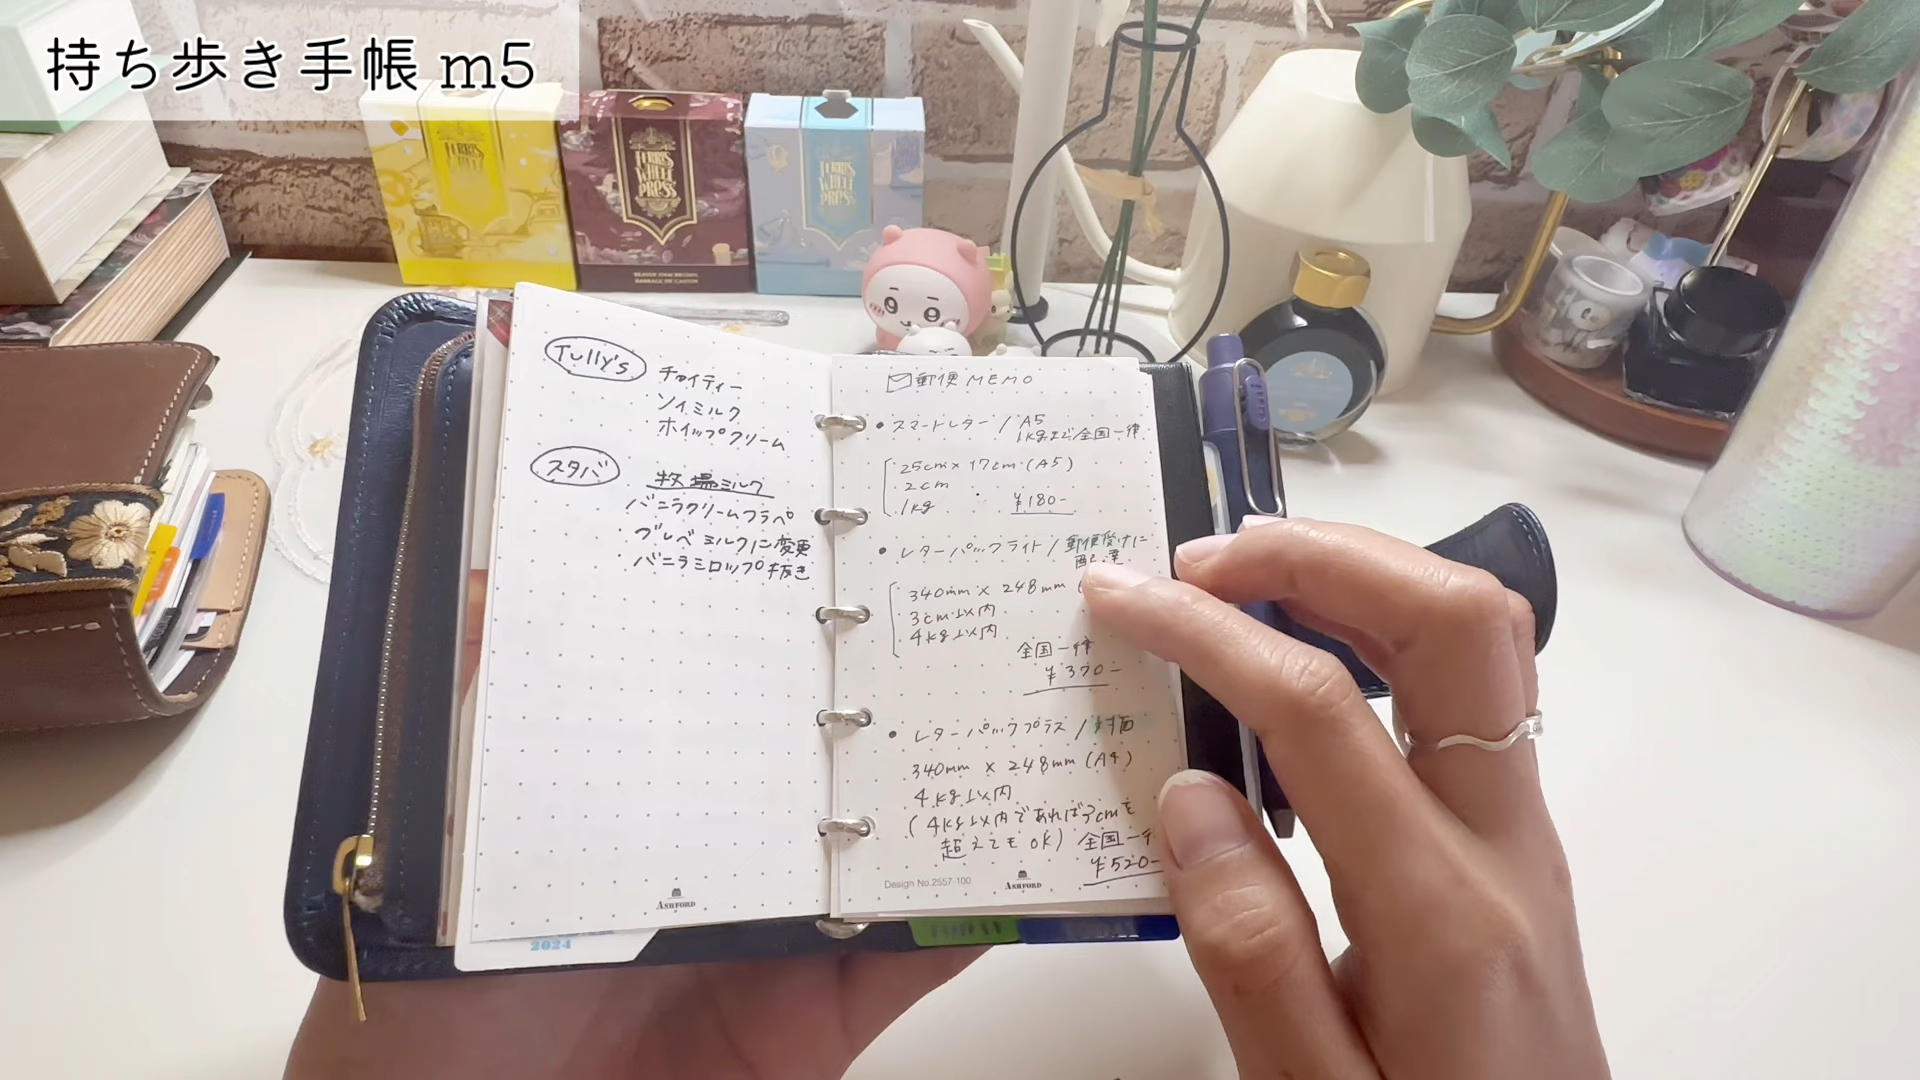 持ち歩き手帳 m5
FERRIS
WHEEL
PRESS
FERRIS
WHEEL
PRESS
FERRIS
WHEEL
PRESS
Tully's
チャイティー
ソイミルク
ホイップクリーム
スタバ
牧場ミルク
バニラクリームフラペ
ブレベミルクに変更
バニラシロップ抜き
ASHFORD
2024
郵便MEMO
・スマートレター/A5
1kgまで全国一律
25cm×17cm(A5)
2cm
1kg
¥180-
・レターパックライト/郵便受けに
配達
340mm×248mm
3cm以内
4kg以内
全国一律
¥370-
・レターパックプラス/対面
340mm×248mm(A4)
4kg以内
(4kg以内であれば3cmを
超えてもOK)
全国一
¥520-
Design No.2557-100
ASHFORD